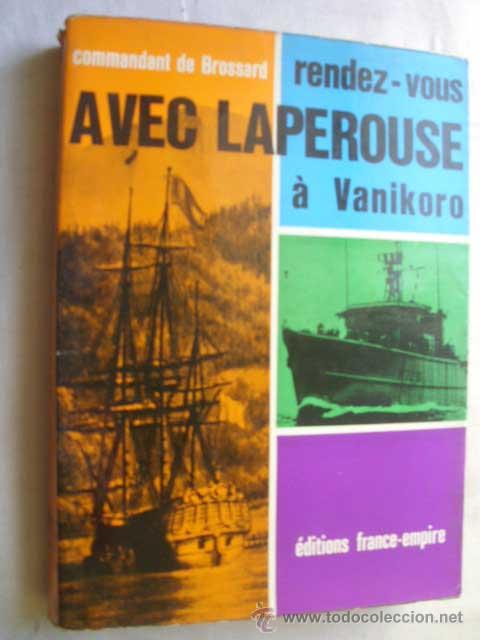 commandant de Brossard
rendez-vous
AVEC LAPEROUSE
à Vanikoro
éditions france-empire
© www.todocoleccion.net